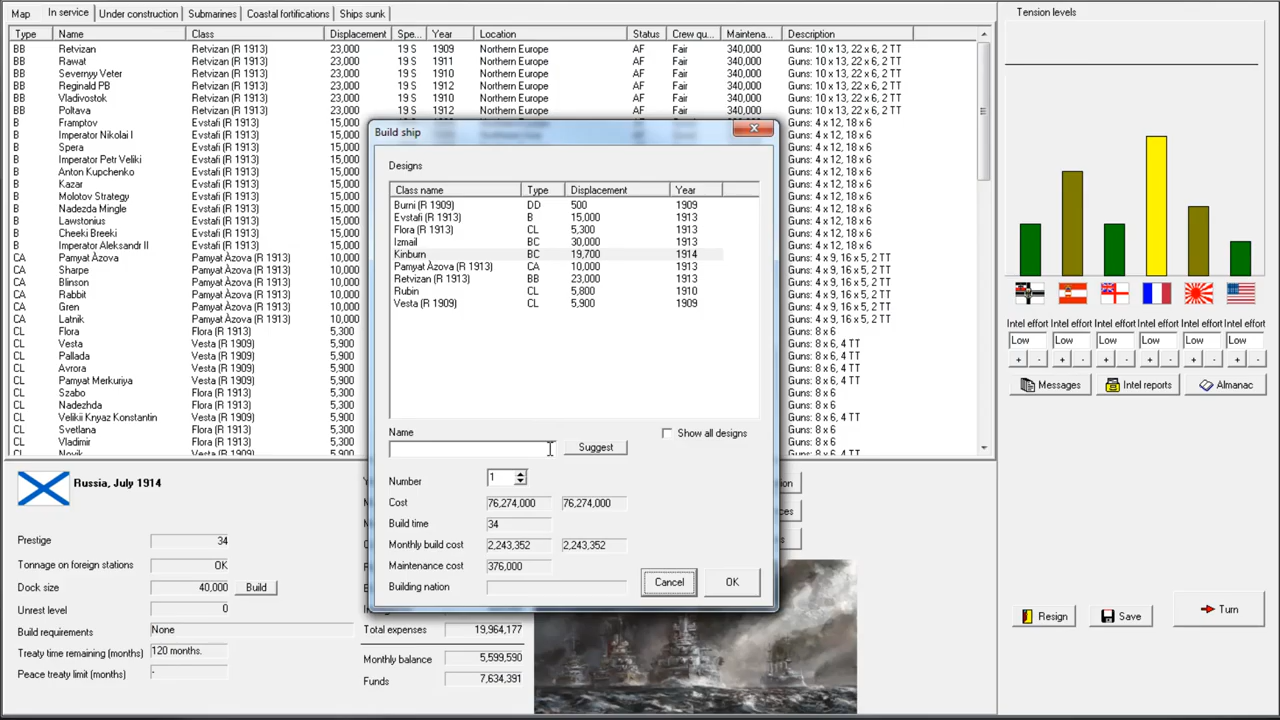 Map In service Under construction Submarines Coastal fortifications Ships sunk
Type Name Class Displacement Spe... Year Location Status Crew qu... Maintena... Description
BB Retvizan Retvizan (R 1913) 23,000 19 S 1909 Northern Europe AF Fair 340,000 Guns: 10 x 13, 22 x 6, 2 TT
BB Rawat Retvizan (R 1913) 23,000 19 S 1911 Northern Europe AF Fair 340,000 Guns: 10 x 13, 22 x 6, 2 TT
BB Severnyy Veter Retvizan (R 1913) 23,000 19 S 1910 Northern Europe AF Fair 340,000 Guns: 10 x 13, 22 x 6, 2 TT
BB Reginald PB Retvizan (R 1913) 23,000 19 S 1912 Northern Europe AF Fair 340,000 Guns: 10 x 13, 22 x 6, 2 TT
BB Vladivostok Retvizan (R 1913) 23,000 19 S 1910 Northern Europe AF Fair 340,000 Guns: 10 x 13, 22 x 6, 2 TT
BB Poltava Retvizan (R 1913) 23,000 19 S 1912 Northern Europe AF Fair 340,000 Guns: 10 x 13, 22 x 6, 2 TT
B Framptov Evstafi (R 1913) 15,000 Guns: 4 x 12, 18 x 6
B Imperator Nikolai I Evstafi (R 1913) 15,000 Guns: 4 x 12, 18 x 6
B Spera Evstafi (R 1913) 15,000 Guns: 4 x 12, 18 x 6
B Imperator Petr Veliki Evstafi (R 1913) 15,000 Guns: 4 x 12, 18 x 6
B Anton Kupchenko Evstafi (R 1913) 15,000 Guns: 4 x 12, 18 x 6
B Kazar Evstafi (R 1913) 15,000 Guns: 4 x 12, 18 x 6
B Molotov Strategy Evstafi (R 1913) 15,000 Guns: 4 x 12, 18 x 6
B Nadezda Mingle Evstafi (R 1913) 15,000 Guns: 4 x 12, 18 x 6
B Lawstonius Evstafi (R 1913) 15,000 Guns: 4 x 12, 18 x 6
B Cheeki Breeki Evstafi (R 1913) 15,000 Guns: 4 x 12, 18 x 6
B Imperator Aleksandr II Evstafi (R 1913) 15,000 Guns: 4 x 12, 18 x 6
CA Pamyat Àzova Pamyat Àzova (R 1913) 10,000 Guns: 4 x 9, 16 x 5, 2 TT
CA Sharpe Pamyat Àzova (R 1913) 10,000 Guns: 4 x 9, 16 x 5, 2 TT
CA Blinson Pamyat Àzova (R 1913) 10,000 Guns: 4 x 9, 16 x 5, 2 TT
CA Rabbit Pamyat Àzova (R 1913) 10,000 Guns: 4 x 9, 16 x 5, 2 TT
CA Gren Pamyat Àzova (R 1913) 10,000 Guns: 4 x 9, 16 x 5, 2 TT
CA Latnik Pamyat Àzova (R 1913) 10,000 Guns: 4 x 9, 16 x 5, 2 TT
CL Flora Flora (R 1913) 5,300 Guns: 8 x 6
CL Vesta Vesta (R 1909) 5,900 Guns: 8 x 6, 4 TT
CL Pallada Vesta (R 1909) 5,900 Guns: 8 x 6, 4 TT
CL Avrora Vesta (R 1909) 5,900 Guns: 8 x 6, 4 TT
CL Pamyat Merkuriya Vesta (R 1909) 5,900 Guns: 8 x 6, 4 TT
CL Szabo Flora (R 1913) 5,300 Guns: 8 x 6
CL Nadezhda Flora (R 1913) 5,300 Guns: 8 x 6
CL Velikii Knyaz Konstantin Vesta (R 1909) 5,900 Guns: 8 x 6, 4 TT
CL Svetlana Flora (R 1913) 5,300 Guns: 8 x 6
CL Vladimir Flora (R 1913) 5,300 Guns: 8 x 6
CL Novik Vesta (R 1909) 5,900 Guns: 8 x 6, 4 TT
Build ship
Designs
Class name Type Displacement Year
Burni (R 1909) DD 500 1909
Evstafi (R 1913) B 15,000 1913
Flora (R 1913) CL 5,300 1913
Izmail BC 30,000 1913
Kinburn BC 19,700 1914
Pamyat Àzova (R 1913) CA 10,000 1913
Retvizan (R 1913) BB 23,000 1913
Rubin CL 5,800 1910
Vesta (R 1909) CL 5,900 1909
Name Show all designs
Suggest
Number 1
Cost 76,274,000 76,274,000
Build time 34
Monthly build cost 2,243,352 2,243,352
Maintenance cost 376,000
Building nation
Cancel OK
Russia, July 1914
Prestige 34
Tonnage on foreign stations OK
Dock size 40,000 Build
Unrest level 0
Build requirements None
Treaty time remaining (months) 120 months.
Peace treaty limit (months) -
Total expenses 19,964,177
Monthly balance 5,599,590
Funds 7,634,391
Tension levels
Intel effort Intel effort Intel effort Intel effort Intel effort Intel effort
Low Low Low Low Low Low
+ - + - + - + - + - + -
Messages Intel reports Almanac
Resign Save Turn